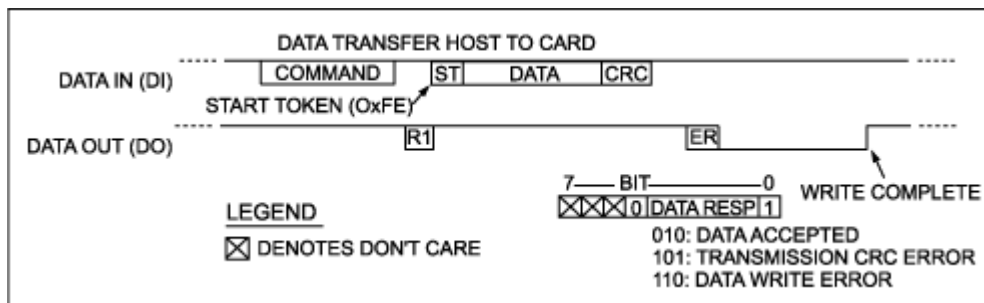 DATA TRANSFER HOST TO CARD
DATA IN (DI)
COMMAND
ST
DATA
CRC
START TOKEN (OxFE)
DATA OUT (DO)
R1
ER
7 BIT 0
0 DATA RESP 1
WRITE COMPLETE
LEGEND
DENOTES DON'T CARE
010: DATA ACCEPTED
101: TRANSMISSION CRC ERROR
110: DATA WRITE ERROR